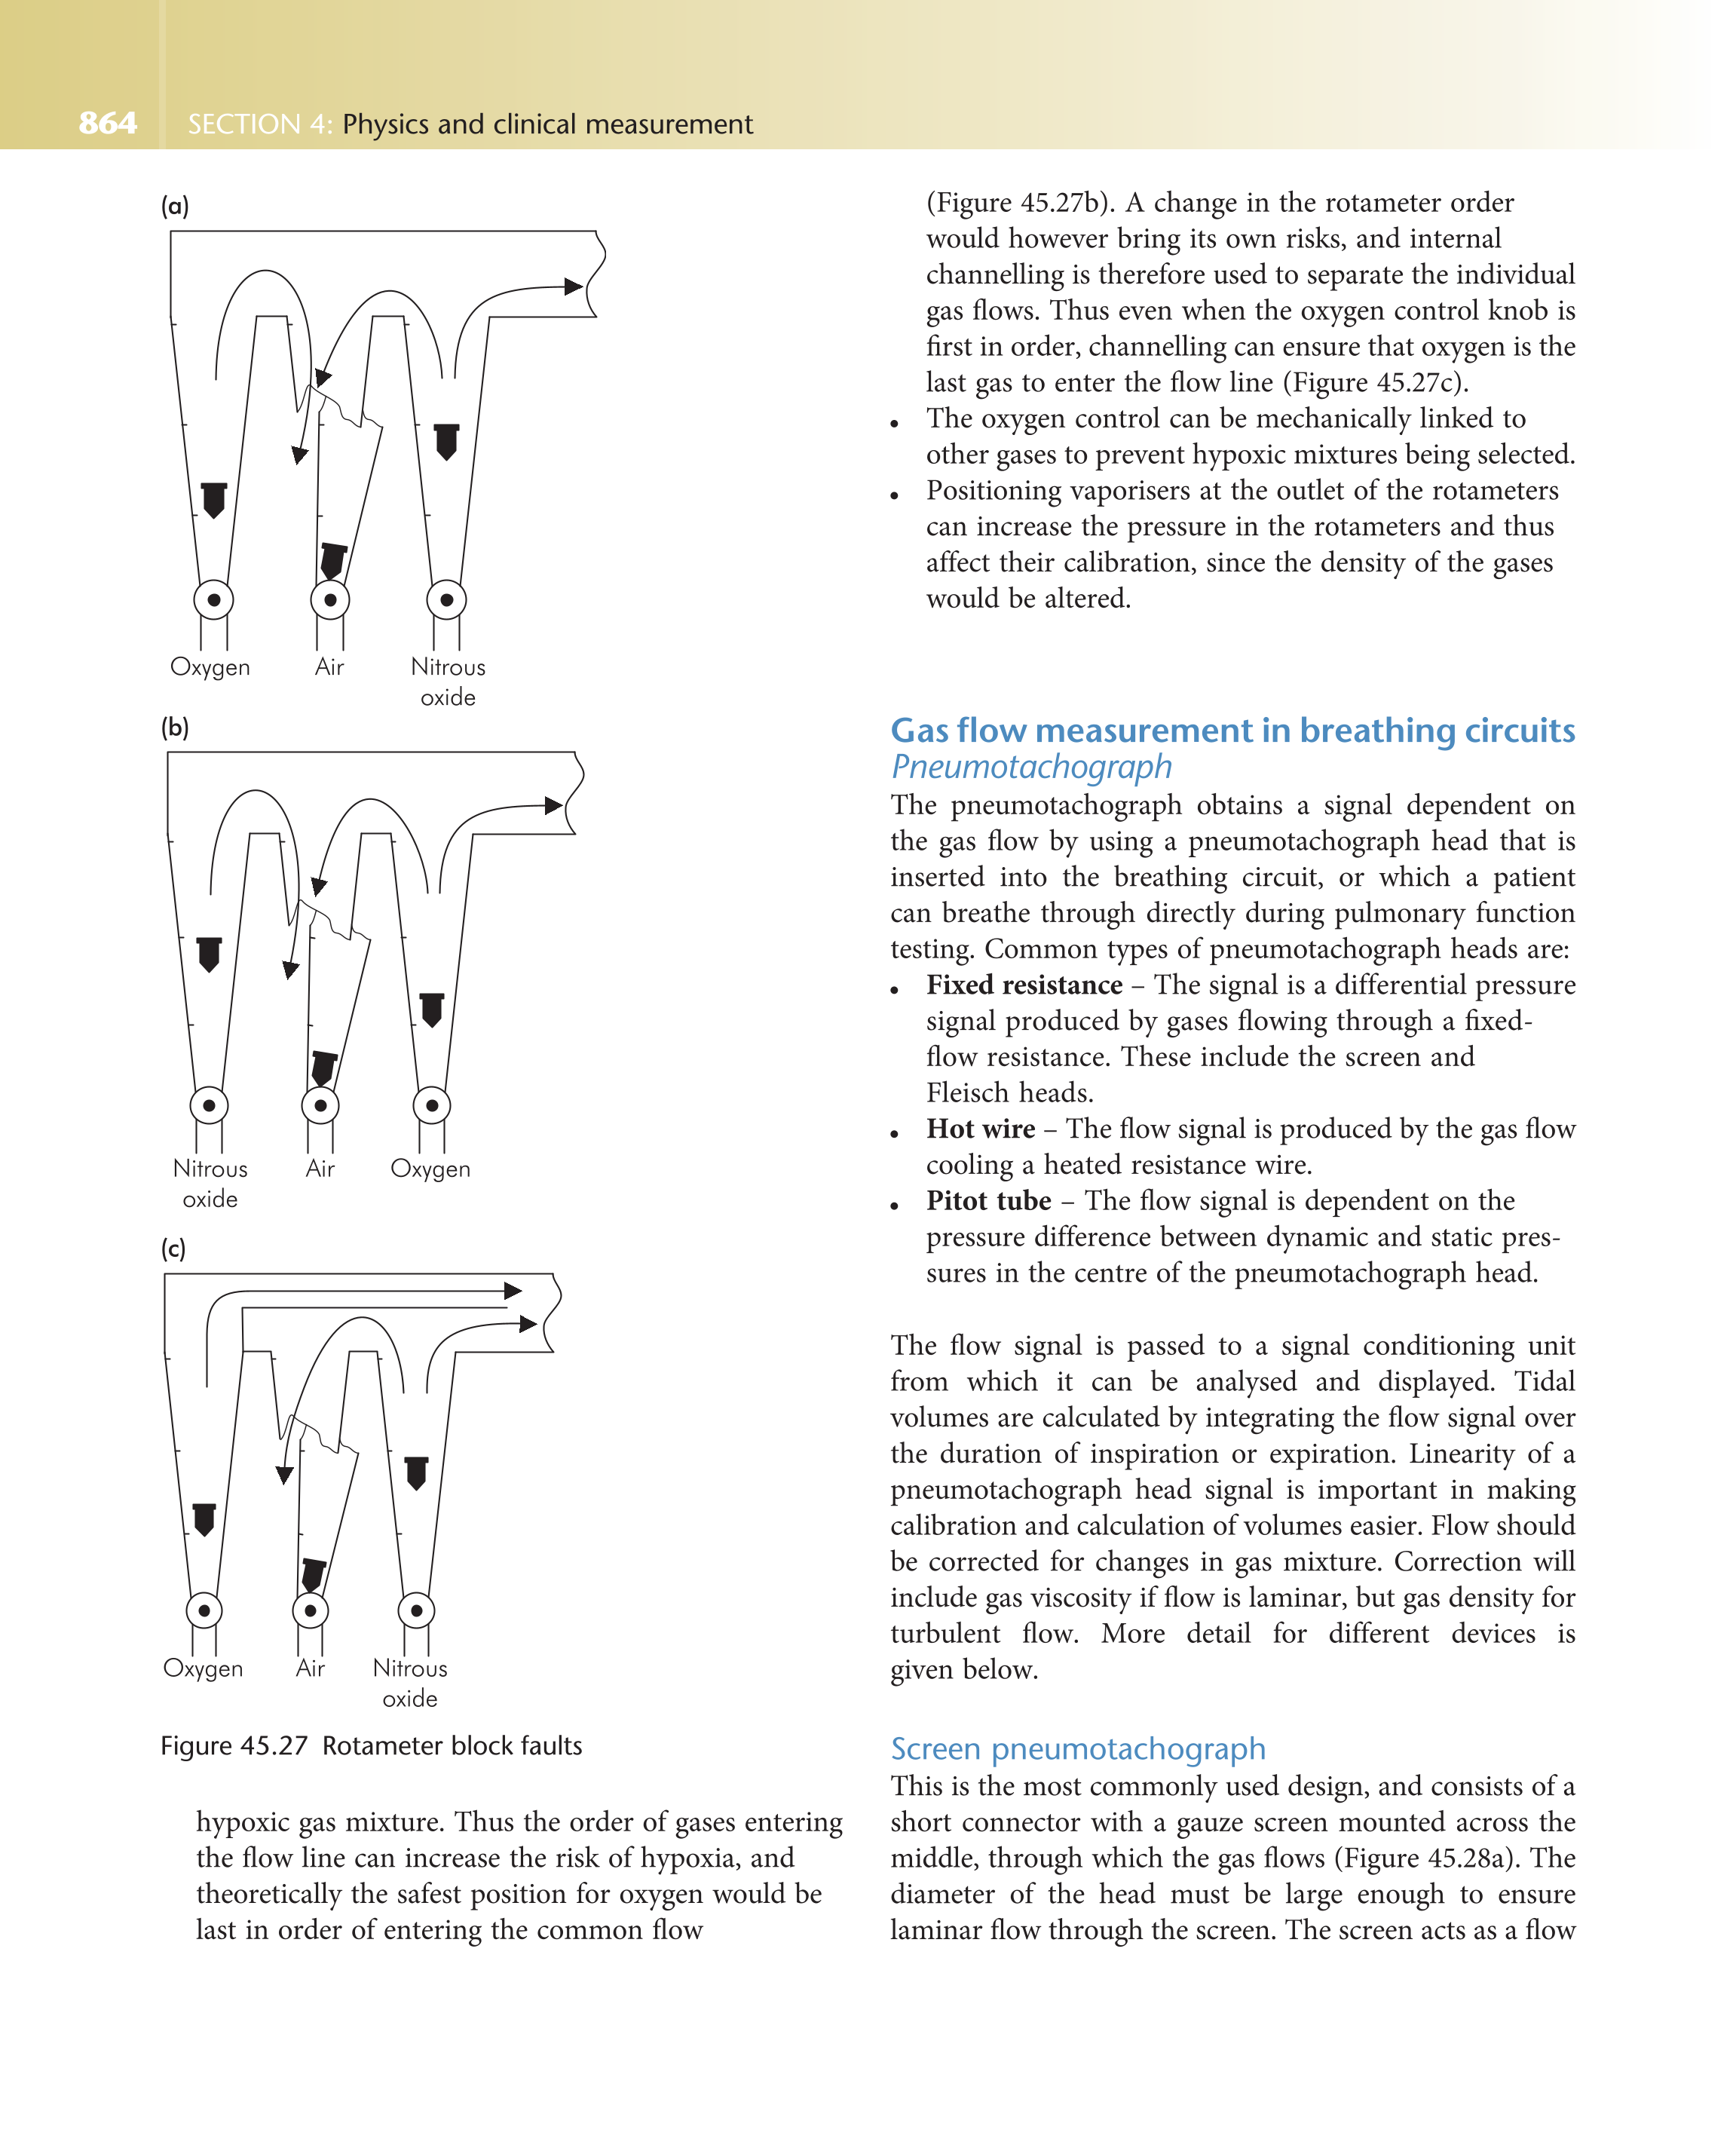 864
SECTION 4: Physics and clinical measurement
(a)
Oxygen
Air
Nitrous
oxide
(b)
Nitrous
oxide
Air
Oxygen
(c)
Oxygen
Air
Nitrous
oxide
Figure 45.27 Rotameter block faults
hypoxic gas mixture. Thus the order of gases entering
the flow line can increase the risk of hypoxia, and
theoretically the safest position for oxygen would be
last in order of entering the common flow
(Figure 45.27b). A change in the rotameter order
would however bring its own risks, and internal
channelling is therefore used to separate the individual
gas flows. Thus even when the oxygen control knob is
first in order, channelling can ensure that oxygen is the
last gas to enter the flow line (Figure 45.27c).
• The oxygen control can be mechanically linked to
other gases to prevent hypoxic mixtures being selected.
• Positioning vaporisers at the outlet of the rotameters
can increase the pressure in the rotameters and thus
affect their calibration, since the density of the gases
would be altered.
Gas flow measurement in breathing circuits
Pneumotachograph
The pneumotachograph obtains a signal dependent on
the gas flow by using a pneumotachograph head that is
inserted into the breathing circuit, or which a patient
can breathe through directly during pulmonary function
testing. Common types of pneumotachograph heads are:
• Fixed resistance – The signal is a differential pressure
signal produced by gases flowing through a fixed-
flow resistance. These include the screen and
Fleisch heads.
• Hot wire – The flow signal is produced by the gas flow
cooling a heated resistance wire.
• Pitot tube – The flow signal is dependent on the
pressure difference between dynamic and static pres-
sures in the centre of the pneumotachograph head.
The flow signal is passed to a signal conditioning unit
from which it can be analysed and displayed. Tidal
volumes are calculated by integrating the flow signal over
the duration of inspiration or expiration. Linearity of a
pneumotachograph head signal is important in making
calibration and calculation of volumes easier. Flow should
be corrected for changes in gas mixture. Correction will
include gas viscosity if flow is laminar, but gas density for
turbulent flow. More detail for different devices is
given below.
Screen pneumotachograph
This is the most commonly used design, and consists of a
short connector with a gauze screen mounted across the
middle, through which the gas flows (Figure 45.28a). The
diameter of the head must be large enough to ensure
laminar flow through the screen. The screen acts as a flow